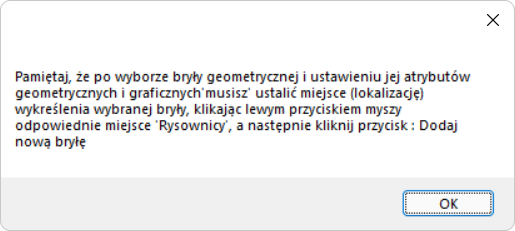 Pamiętaj, że po wyborze bryły geometrycznej i ustawieniu jej atrybutów
geometrycznych i graficznych'musisz' ustalić miejsce (lokalizację)
wykreślenia wybranej bryły, klikając lewym przyciskiem myszy
odpowiednie miejsce 'Rysownicy', a następnie kliknij przycisk : Dodaj
nową bryłę
OK